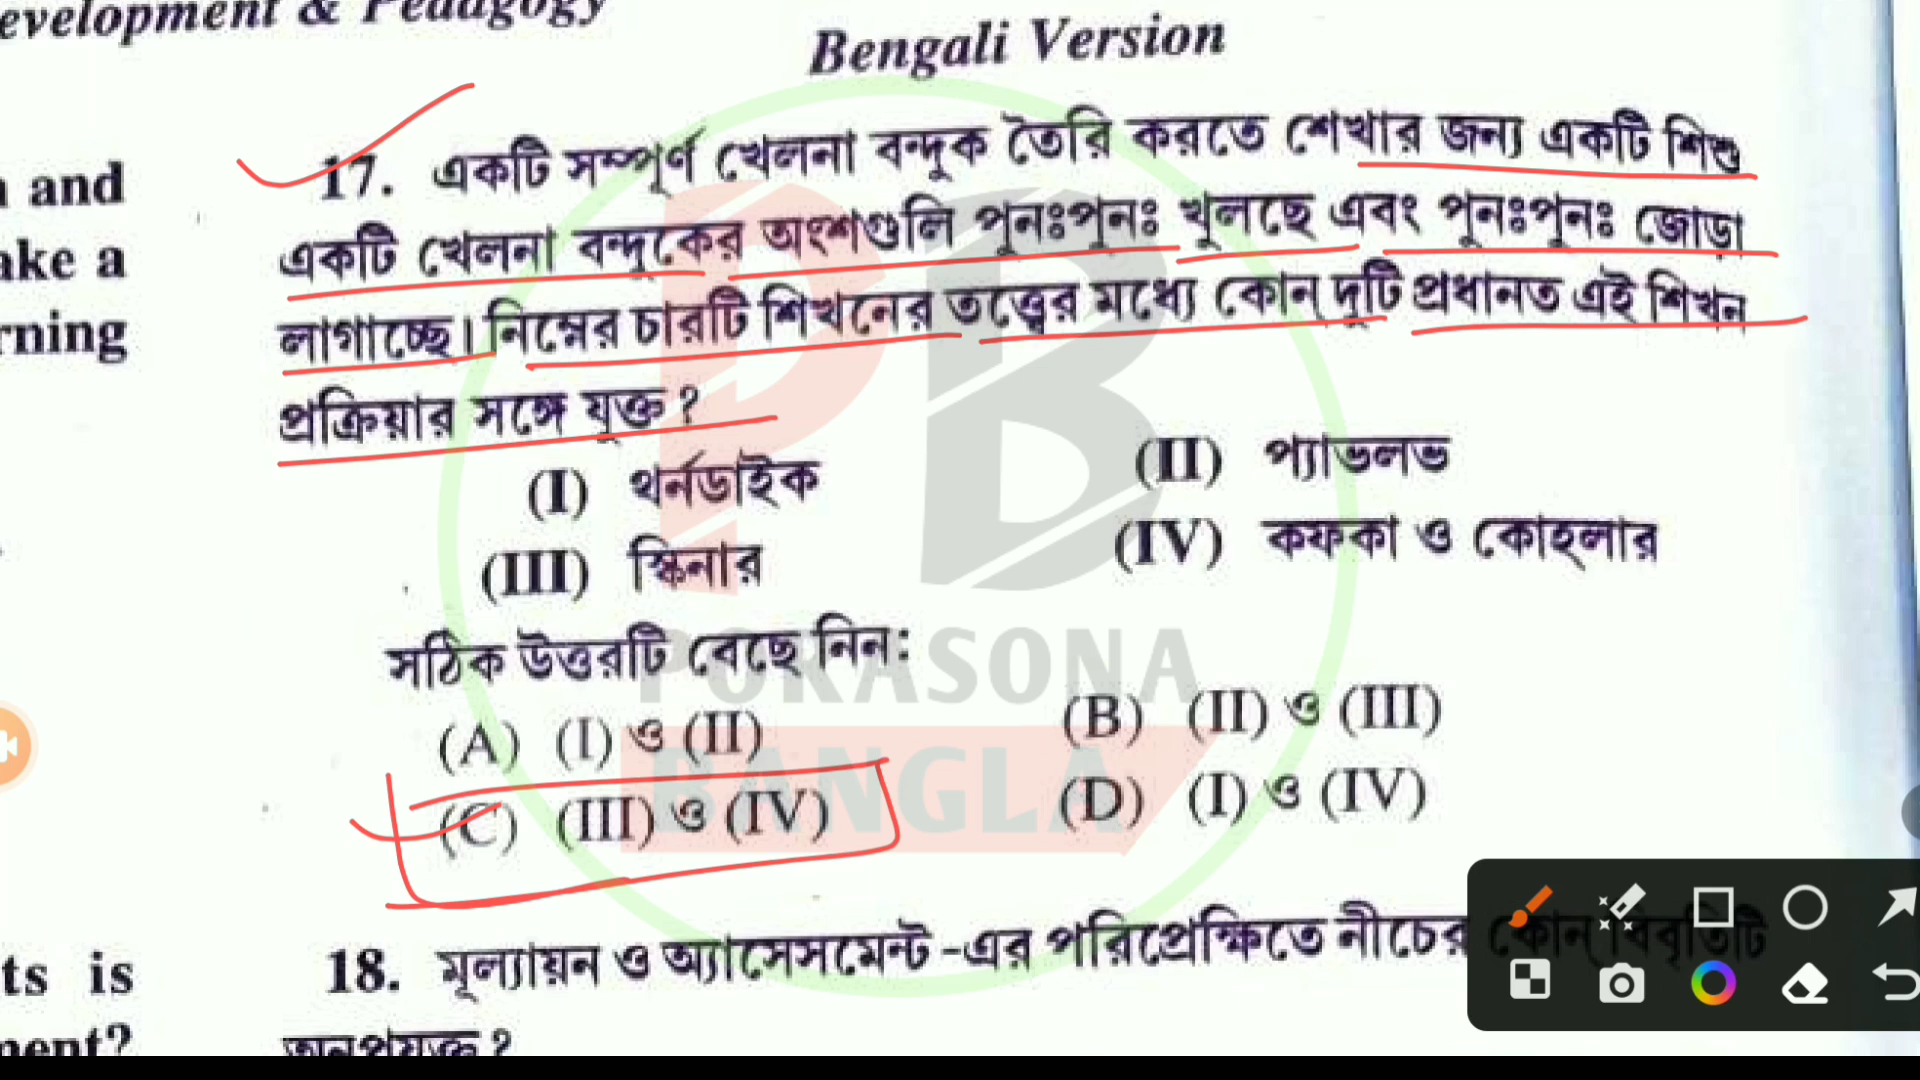 evelopment & Pedagogy
Bengali Version
and
ake a
rning
17. একটি সম্পূর্ণ খেলনা বন্দুক তৈরি করতে শেখার জন্য একটি শিশু
একটি খেলনা বন্দুকের অংশগুলি পুনঃপুনঃ খুলছে এবং পুনঃপুনঃ জোড়া
লাগাচ্ছে। নিম্নের চারটি শিখনের তত্ত্বের মধ্যে কোন্ দুটি প্রধানত এই শিখন
প্রক্রিয়ার সঙ্গে যুক্ত?
(I) থর্নডাইক (II) প্যাভলভ
(III) স্কিনার (IV) কফকা ও কোহ্‌লার
সঠিক উত্তরটি বেছে নিন:
(A) (I) ও (II) (B) (II) ও (III)
(C) (III) ও (IV) (D) (I) ও (IV)
PB
PORASONA
BANGLA
ts is
ment?
18. মূল্যায়ন ও অ্যাসেসমেন্ট -এর পরিপ্রেক্ষিতে নীচের কোন্ বিবৃতিটি